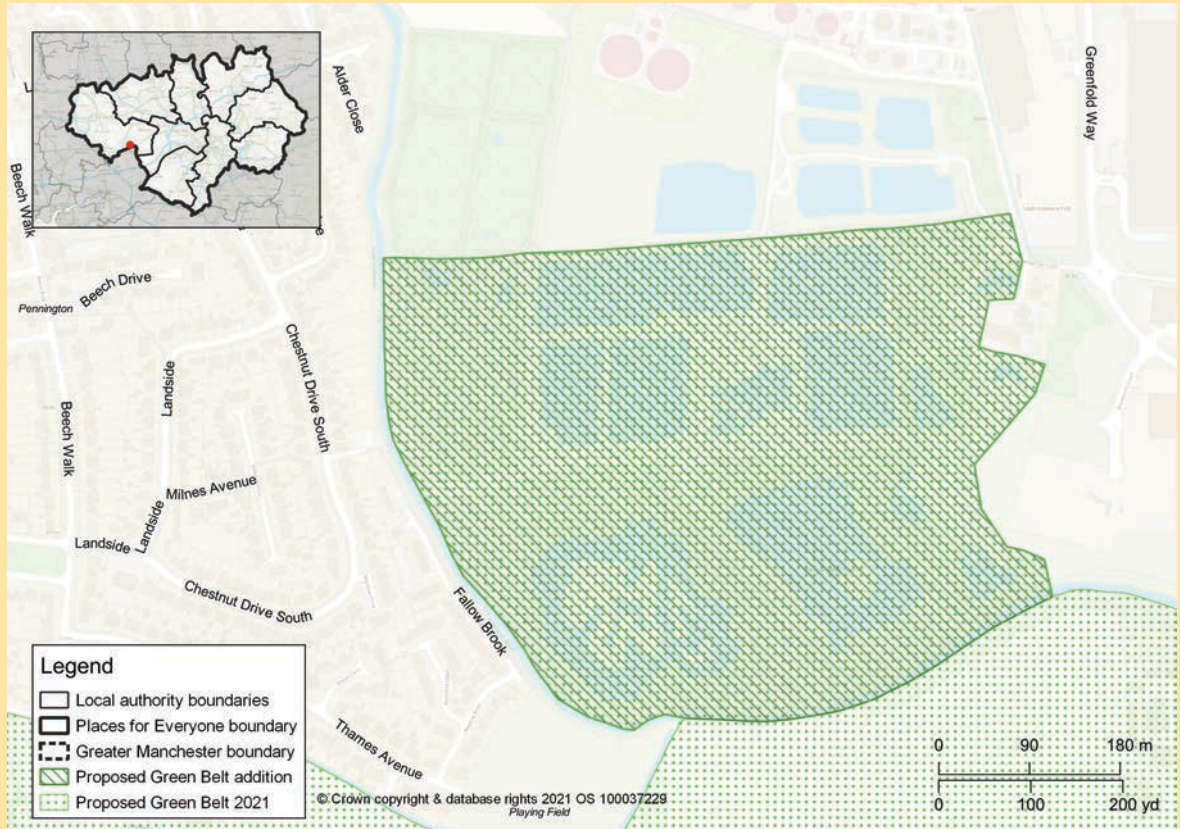 Alder Close
Greenfold Way
Beech Walk
Beech Drive
Pennington
Chestnut Drive South
Landside
Beech Walk
Milnes Avenue
Landside
Landside
Chestnut Drive South
Fallow Brook
Thames Avenue
Legend
Local authority boundaries
Places for Everyone boundary
Greater Manchester boundary
Proposed Green Belt addition
Proposed Green Belt 2021
© Crown copyright & database rights 2021 OS 100037229
Playing Field
0 90 180 m
0 100 200 yd